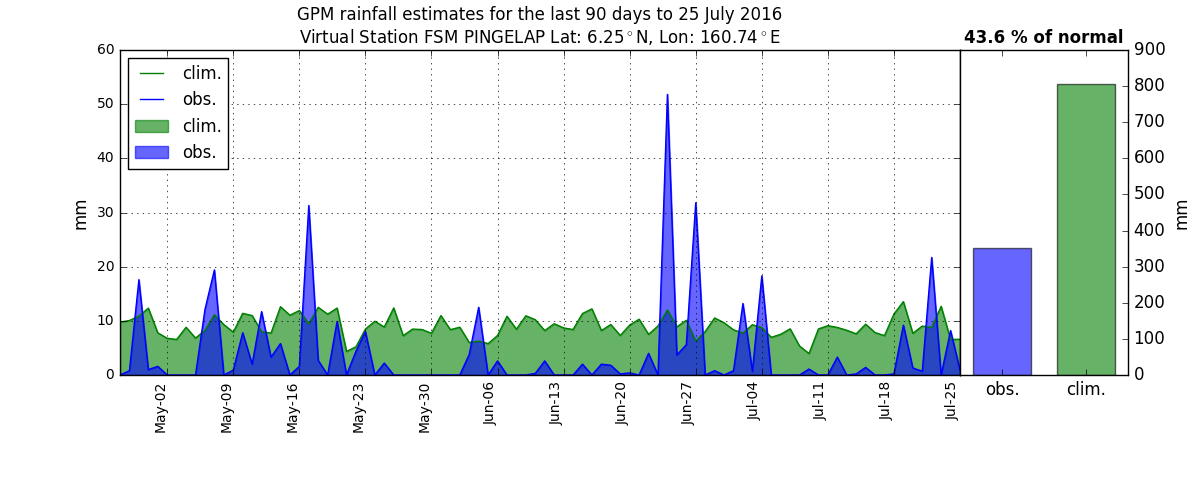 GPM rainfall estimates for the last 90 days to 25 July 2016
Virtual Station FSM PINGELAP Lat: 6.25°N, Lon: 160.74°E
43.6 % of normal
clim.
obs.
clim.
obs.
mm
60
50
40
30
20
10
0
May-02
May-09
May-16
May-23
May-30
Jun-06
Jun-13
Jun-20
Jun-27
Jul-04
Jul-11
Jul-18
Jul-25
obs.
clim.
900
800
700
600
500
400
300
200
100
0
mm